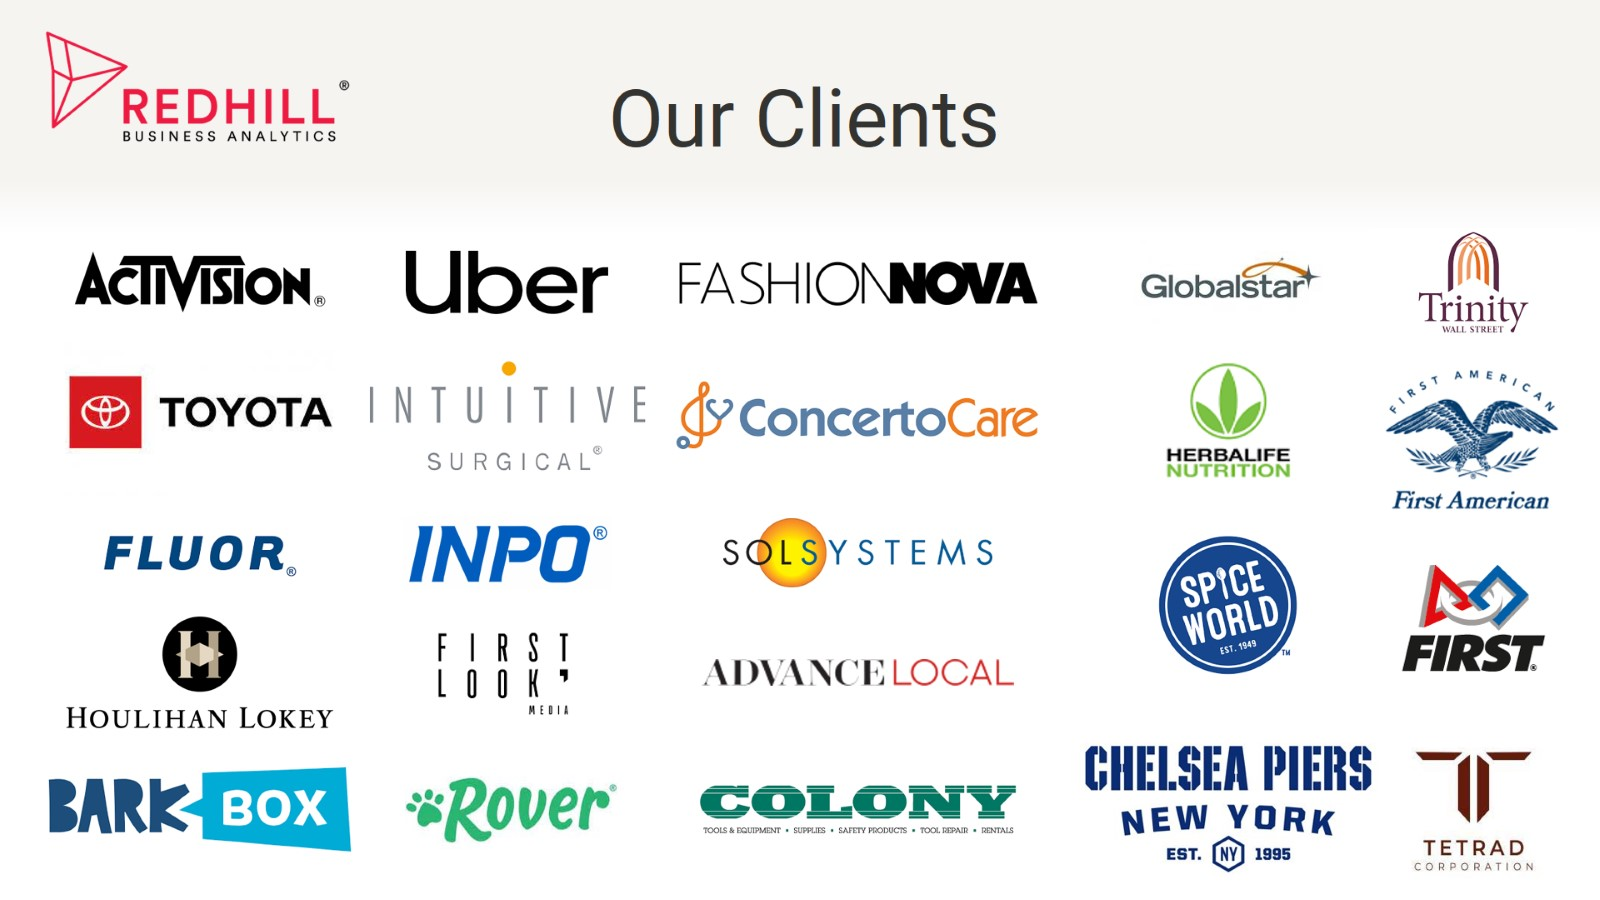 REDHILL®
BUSINESS ANALYTICS
Our Clients
ACTIVISION®
Uber
FASHIONNOVA
Globalstar
Trinity
WALL STREET
TOYOTA
INTUITIVE
SURGICAL®
ConcertoCare
HERBALIFE
NUTRITION
FIRST AMERICAN
First American
FLUOR®
INPO®
SOLSYSTEMS
SPICE
WORLD
EST. 1949
™
FIRST®
HOULIHAN LOKEY
FIRST
LOOK
MEDIA
ADVANCE LOCAL
BARK BOX
Rover®
COLONY
TOOLS & EQUIPMENT • SUPPLIES • SAFETY PRODUCTS • TOOL REPAIR • RENTALS
CHELSEA PIERS
NEW YORK
EST. NY 1995
TETRAD
CORPORATION